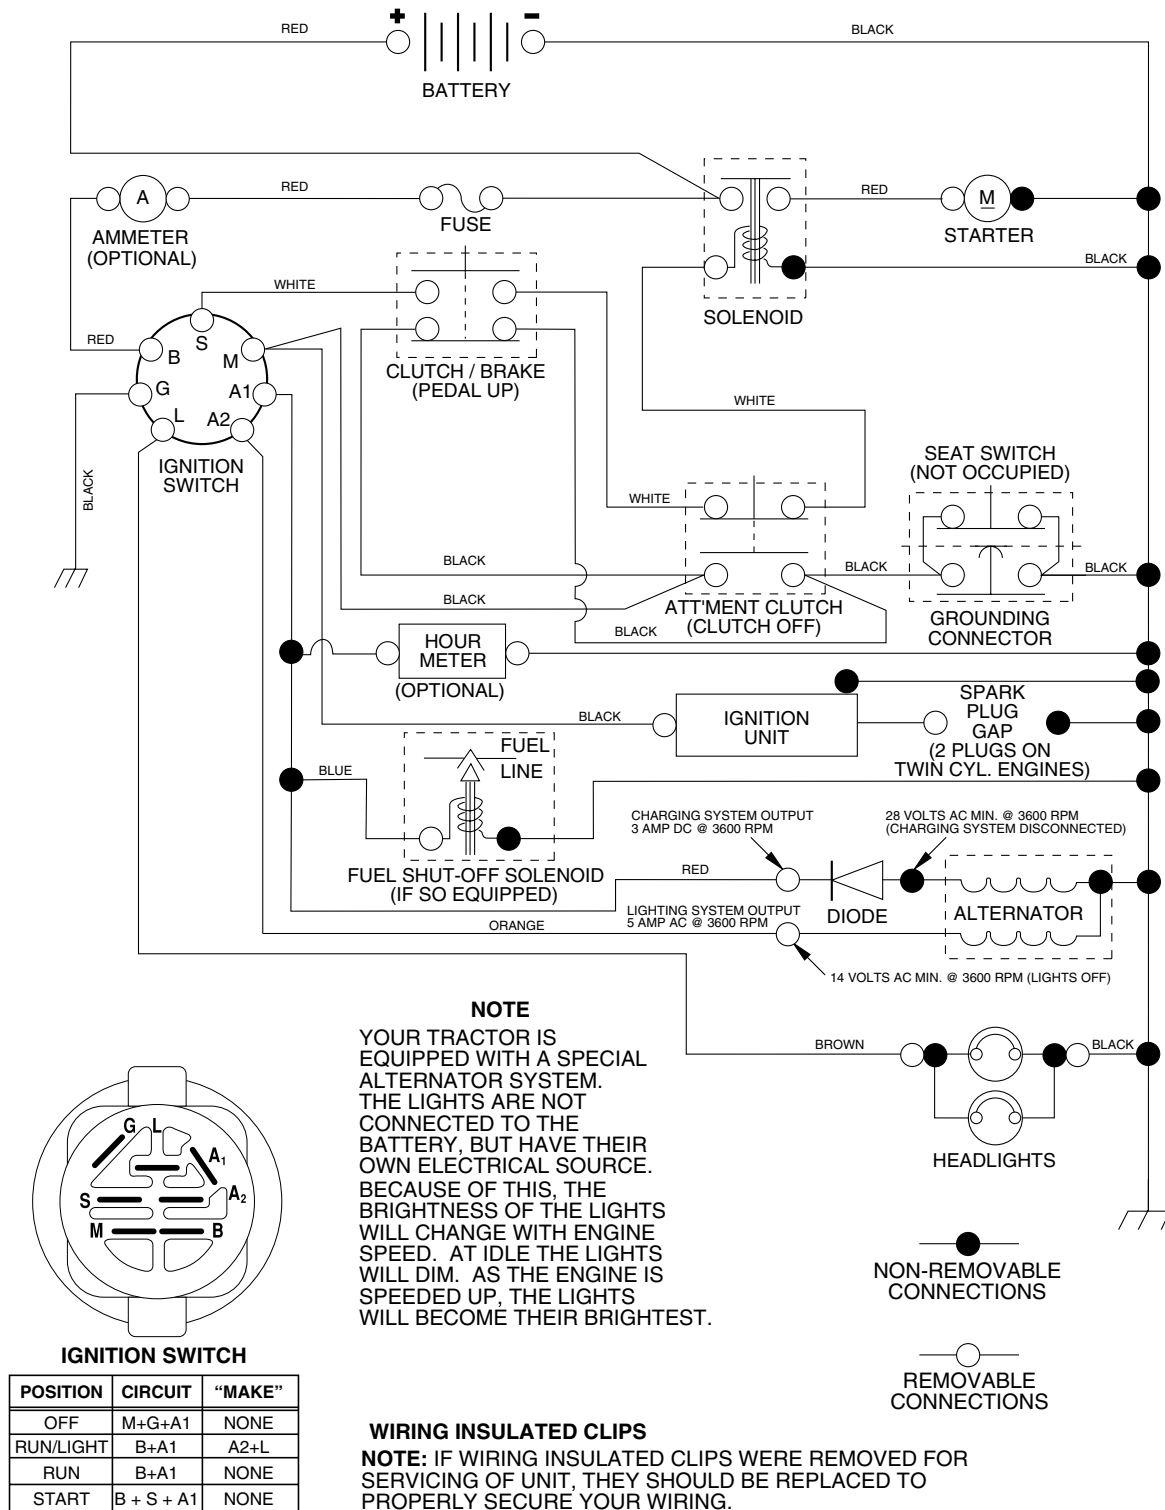 + -
RED
BLACK
BATTERY
A
RED
RED
M
FUSE
STARTER
AMMETER
(OPTIONAL)
BLACK
WHITE
SOLENOID
S
RED
B
M
CLUTCH / BRAKE
(PEDAL UP)
G
A1
L
A2
WHITE
IGNITION
SWITCH
BLACK
SEAT SWITCH
(NOT OCCUPIED)
WHITE
BLACK
BLACK
BLACK
BLACK
ATT'MENT CLUTCH
(CLUTCH OFF)
BLACK
GROUNDING
CONNECTOR
HOUR
METER
(OPTIONAL)
BLACK
IGNITION
UNIT
SPARK
PLUG
GAP
(2 PLUGS ON
TWIN CYL. ENGINES)
FUEL
LINE
BLUE
FUEL SHUT-OFF SOLENOID
(IF SO EQUIPPED)
CHARGING SYSTEM OUTPUT
3 AMP DC @ 3600 RPM
28 VOLTS AC MIN. @ 3600 RPM
(CHARGING SYSTEM DISCONNECTED)
RED
DIODE
ALTERNATOR
LIGHTING SYSTEM OUTPUT
5 AMP AC @ 3600 RPM
ORANGE
14 VOLTS AC MIN. @ 3600 RPM (LIGHTS OFF)
NOTE
YOUR TRACTOR IS
EQUIPPED WITH A SPECIAL
ALTERNATOR SYSTEM.
THE LIGHTS ARE NOT
CONNECTED TO THE
BATTERY, BUT HAVE THEIR
OWN ELECTRICAL SOURCE.
BECAUSE OF THIS, THE
BRIGHTNESS OF THE LIGHTS
WILL CHANGE WITH ENGINE
SPEED. AT IDLE THE LIGHTS
WILL DIM. AS THE ENGINE IS
SPEEDED UP, THE LIGHTS
WILL BECOME THEIR BRIGHTEST.
BROWN
BLACK
HEADLIGHTS
G L
A1
S
A2
M
B
IGNITION SWITCH
POSITION CIRCUIT “MAKE”
OFF M+G+A1 NONE
RUN/LIGHT B+A1 A2+L
RUN B+A1 NONE
START B + S + A1 NONE
NON-REMOVABLE
CONNECTIONS
REMOVABLE
CONNECTIONS
WIRING INSULATED CLIPS
NOTE: IF WIRING INSULATED CLIPS WERE REMOVED FOR
SERVICING OF UNIT, THEY SHOULD BE REPLACED TO
PROPERLY SECURE YOUR WIRING.